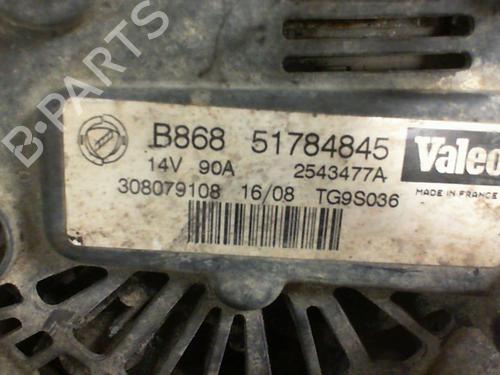 B-PARTS
B868 51784845
14V 90A 2543477A
308079108 16/08 TG9S036
Valeo
MADE IN FRANCE